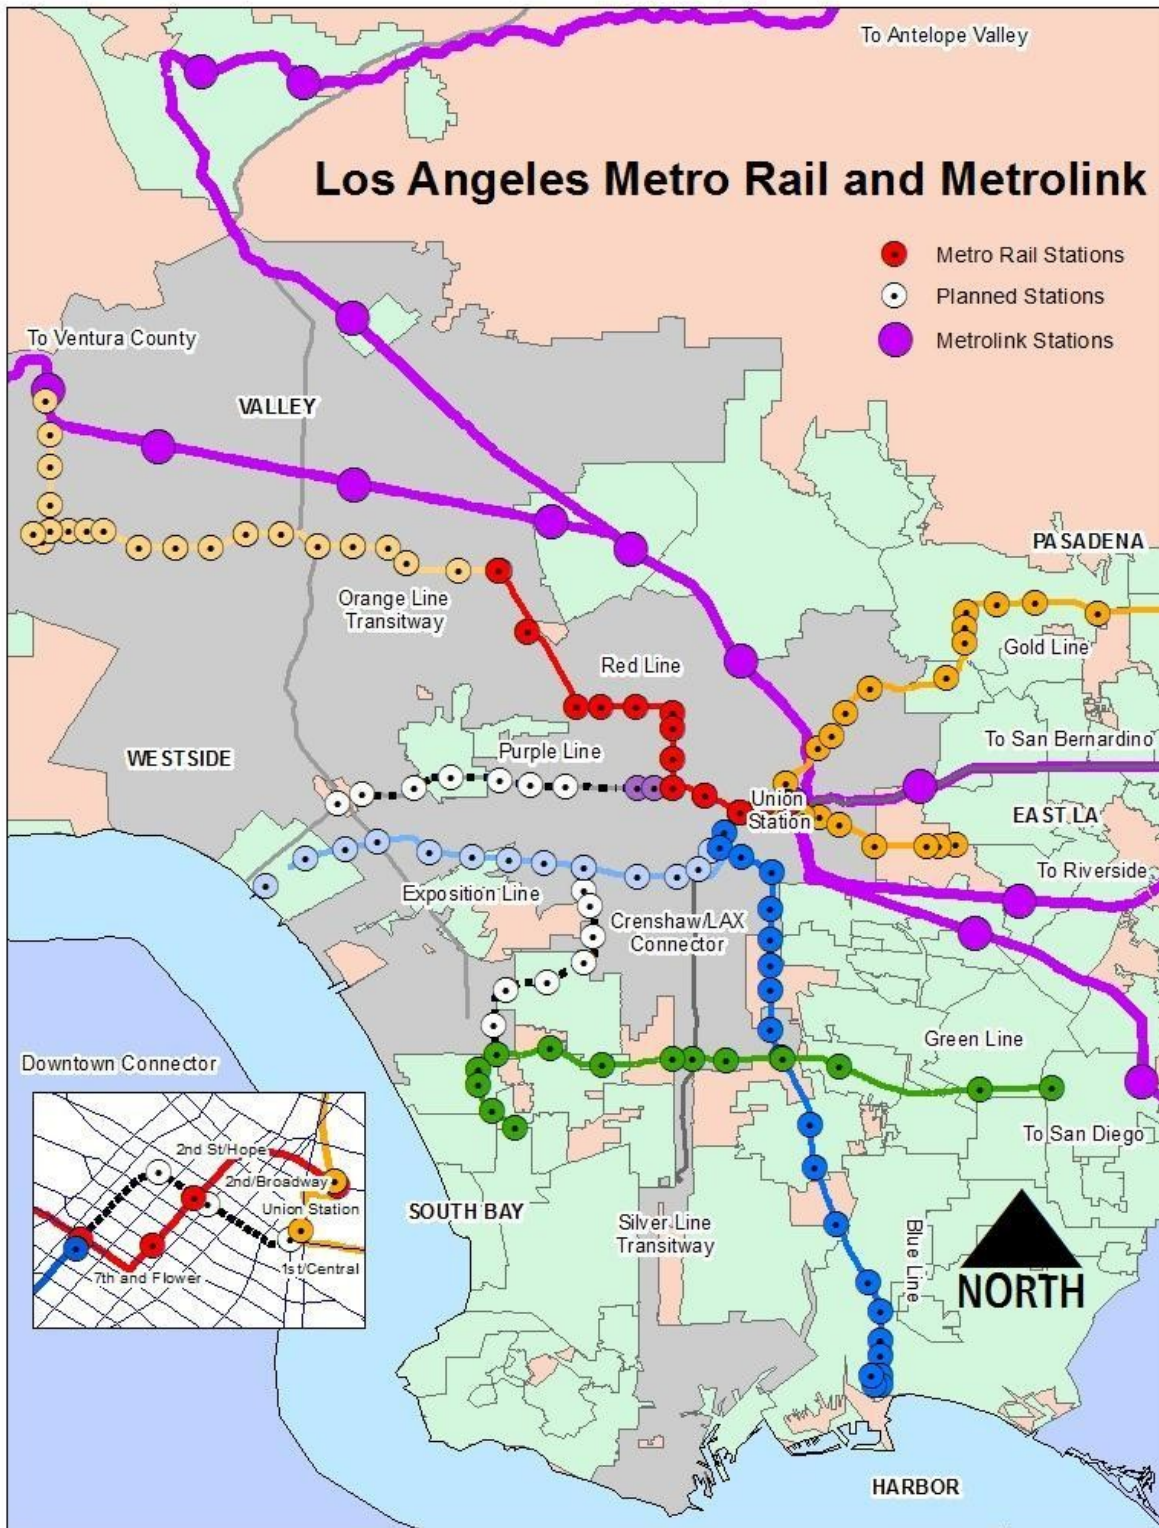 To Antelope Valley
Los Angeles Metro Rail and Metrolink
Metro Rail Stations
Planned Stations
Metrolink Stations
To Ventura County
VALLEY
PASADENA
Orange Line
Transitway
Gold Line
Red Line
To San Bernardino
Purple Line
WESTSIDE
Union
Station
EAST LA
To Riverside
Exposition Line
Crenshaw/LAX
Connector
Green Line
Downtown Connector
To San Diego
2nd St/Hope
2nd/Broadway
Union Station
1st/Central
7th and Flower
SOUTH BAY
Silver Line
Transitway
Blue Line
NORTH
HARBOR